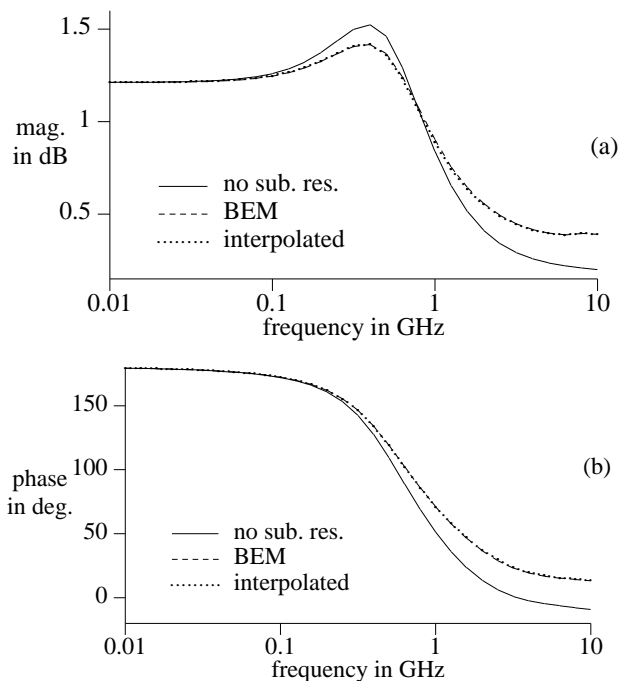 1.5
1
0.5
mag.
in dB
(a)
no sub. res.
BEM
interpolated
0.01
0.1
1
10
frequency in GHz
150
100
50
0
phase
in deg.
(b)
no sub. res.
BEM
interpolated
0.01
0.1
1
10
frequency in GHz